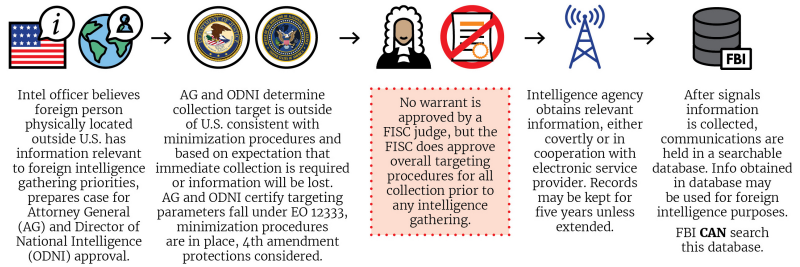 i
FBI
Intel officer believes
foreign person
physically located
outside U.S. has
information relevant
to foreign intelligence
gathering priorities,
prepares case for
Attorney General
(AG) and Director of
National Intelligence
(ODNI) approval.
AG and ODNI determine
collection target is outside
of U.S. consistent with
minimization procedures and
based on expectation that
immediate collection is required
or information will be lost.
AG and ODNI certify targeting
parameters fall under EO 12333,
minimization procedures
are in place, 4th amendment
protections considered.
No warrant is
approved by a
FISC judge, but the
FISC does approve
overall targeting
procedures for all
collection prior to
any intelligence
gathering.
Intelligence agency
obtains relevant
information, either
covertly or in
cooperation with
electronic service
provider. Records
may be kept for
five years unless
extended.
After signals
information
is collected,
communications are
held in a searchable
database. Info obtained
in database may
be used for foreign
intelligence purposes.
FBI CAN search
this database.